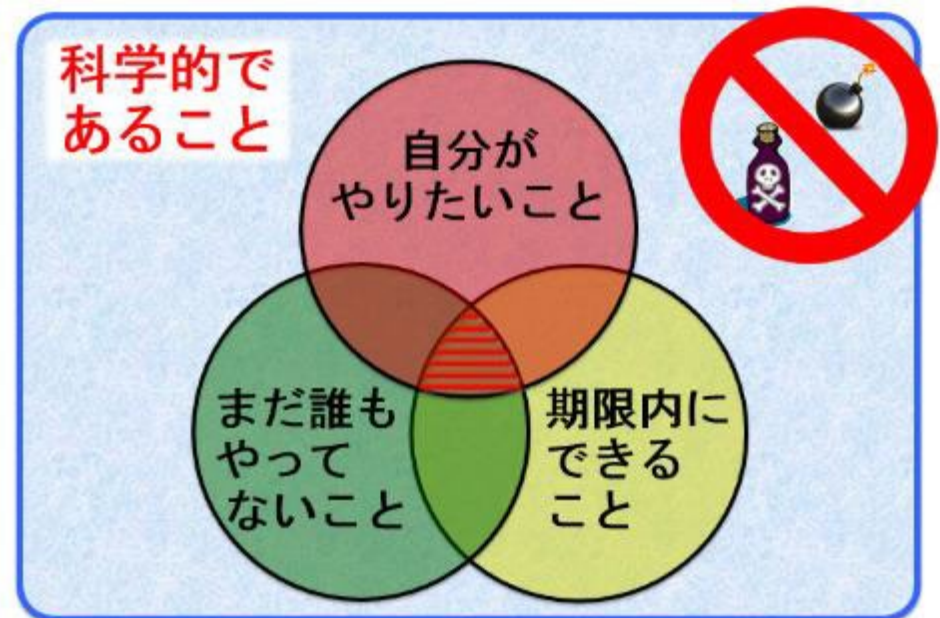 科学的で
あること
自分が
やりたいこと
まだ誰も
やって
ないこと
期限内に
できる
こと